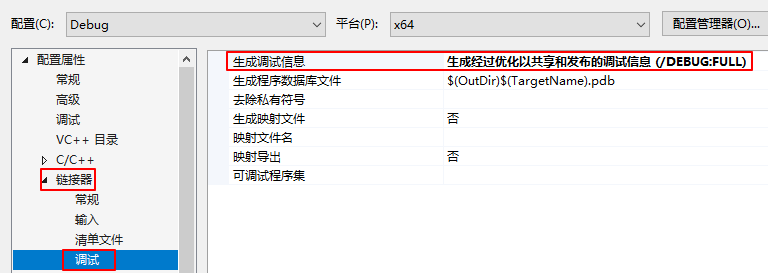 配置(C): Debug 平台(P): x64 配置管理器(O)...
配置属性
常规
高级
调试
VC++ 目录
C/C++
链接器
常规
输入
清单文件
调试
生成调试信息 生成经过优化以共享和发布的调试信息 (/DEBUG:FULL)
生成程序数据库文件 $(OutDir)$(TargetName).pdb
去除私有符号
生成映射文件 否
映射文件名
映射导出 否
可调试程序集